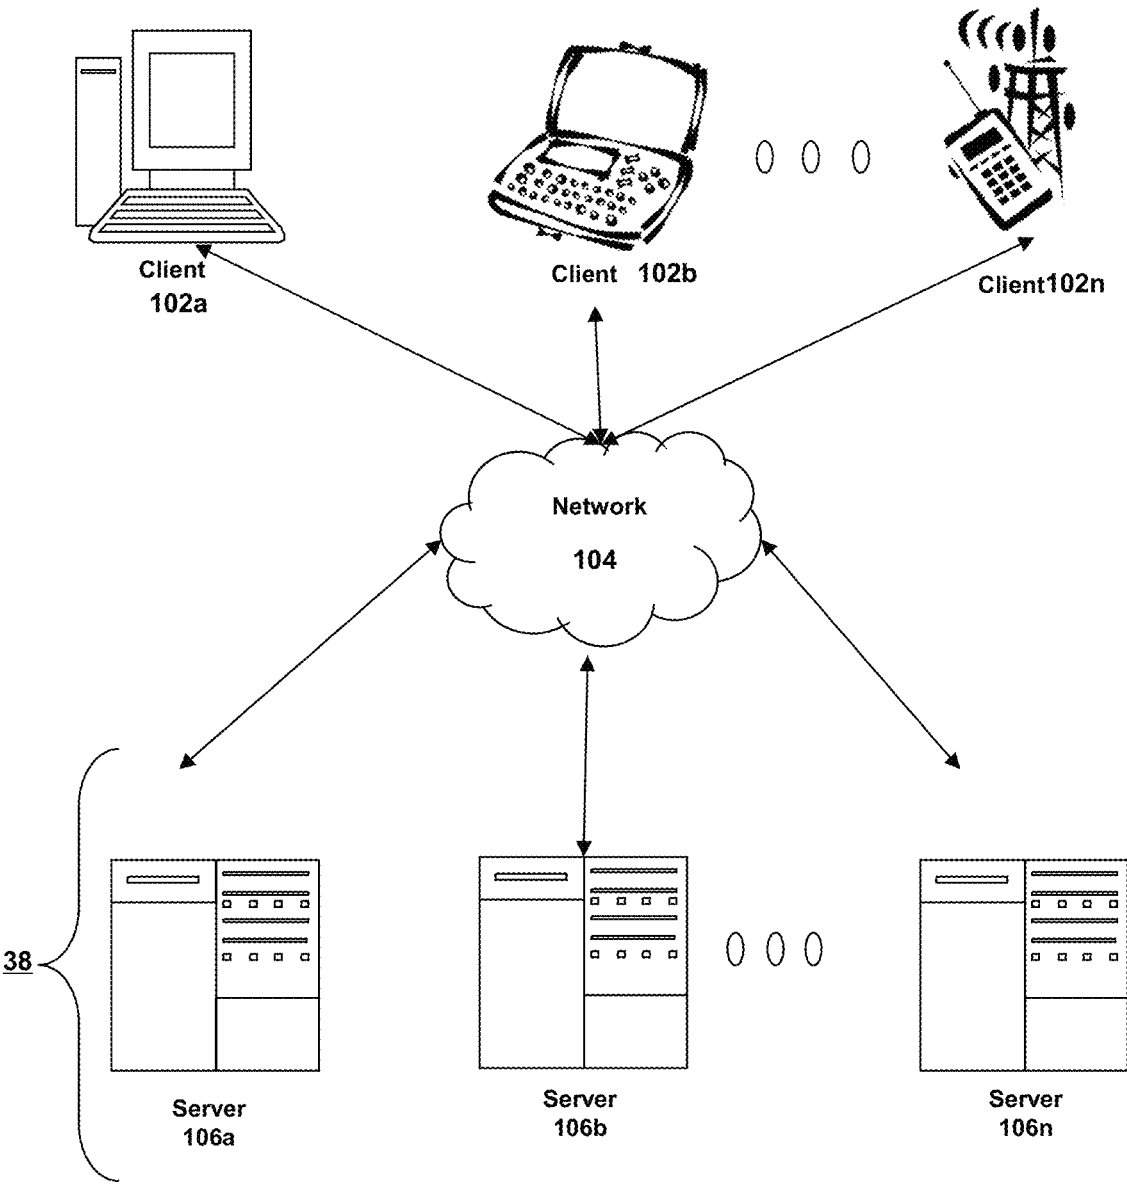 Client
102a
Client 102b
Client102n
Network
104
38
Server
106a
Server
106b
Server
106n